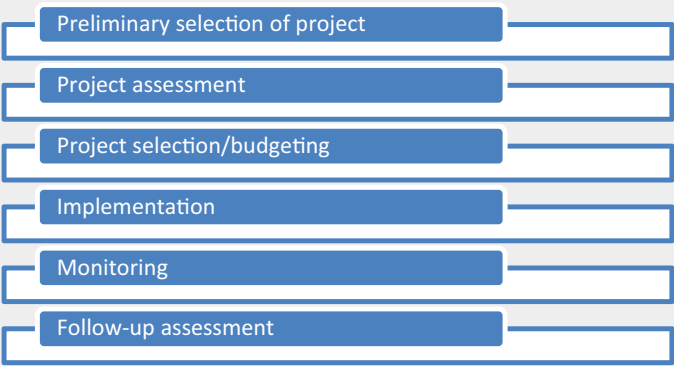 Preliminary selection of project
Project assessment
Project selection/budgeting
Implementation
Monitoring
Follow-up assessment